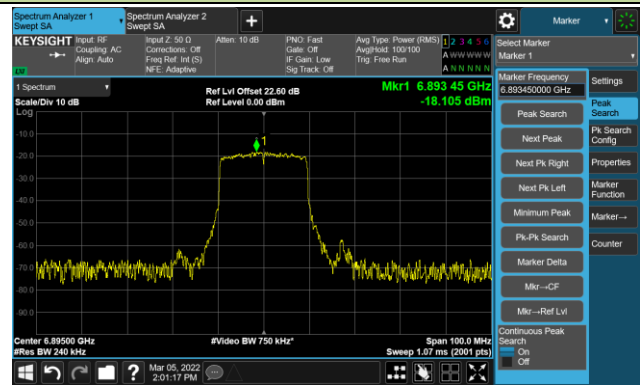 Spectrum Analyzer 1
Swept SA
Spectrum Analyzer 2
Swept SA
+
Marker
KEYSIGHT
Input: RF
Coupling: AC
Align: Auto
Input Z: 50 Ω
Corrections: Off
Freq Ref: Int (S)
NFE: Adaptive
Atten: 10 dB
PNO: Fast
Gate: Off
IF Gain: Low
Sig Track: Off
Avg Type: Power (RMS)
Avg|Hold: 100/100
Trig: Free Run
1 2 3 4 5 6
A W W W W W
A N N N N N
LW
Select Marker
Marker 1
1 Spectrum
Scale/Div 10 dB
Log
Ref Lvl Offset 22.60 dB
Ref Level 0.00 dBm
Mkr1 6.893 45 GHz
-18.105 dBm
1
-10.0
-20.0
-30.0
-40.0
-50.0
-60.0
-70.0
-80.0
-90.0
Center 6.89500 GHz
#Res BW 240 kHz
#Video BW 750 kHz*
Span 100.0 MHz
Sweep 1.07 ms (2001 pts)
Marker Frequency
6.893450000 GHz
Peak Search
Next Peak
Next Pk Right
Next Pk Left
Minimum Peak
Pk-Pk Search
Marker Delta
Mkr→CF
Mkr→Ref Lvl
Continuous Peak
Search
On
Off
Settings
Peak
Search
Pk Search
Config
Properties
Marker
Function
Marker→
Counter
?
Mar 05, 2022
2:01:17 PM